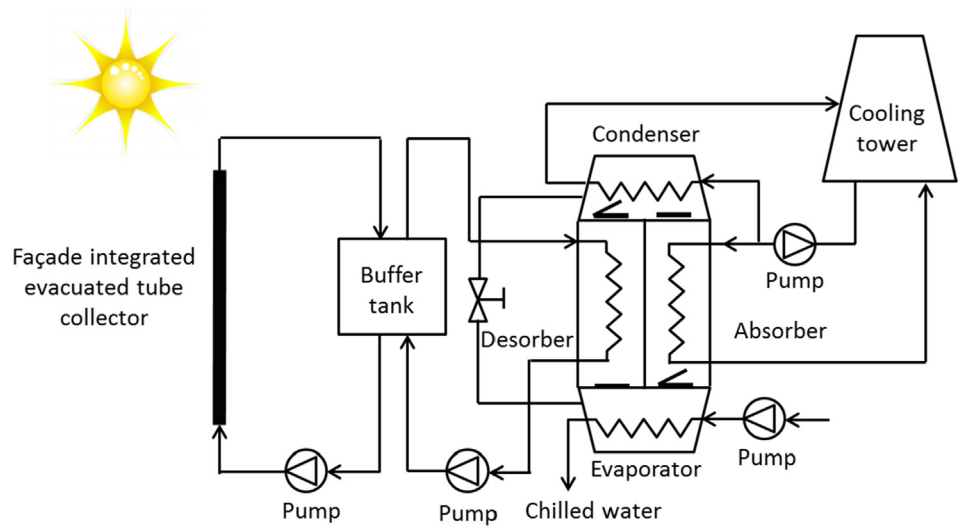 Condenser
Cooling
tower
Façade integrated
evacuated tube
collector
Buffer
tank
Pump
Desorber
Absorber
Evaporator
Pump
Pump
Pump
Chilled water